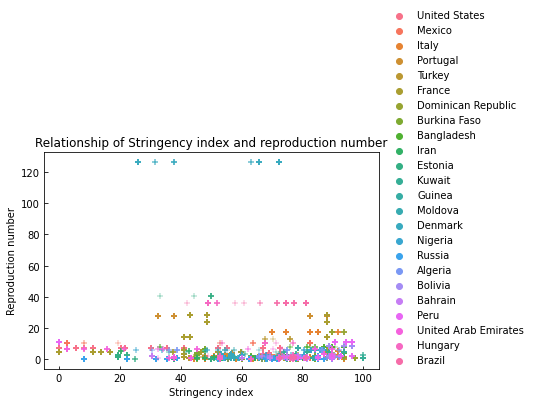 United States
Mexico
Italy
Portugal
Turkey
France
Dominican Republic
Burkina Faso
Bangladesh
Iran
Estonia
Kuwait
Guinea
Moldova
Denmark
Nigeria
Russia
Algeria
Bolivia
Bahrain
Peru
United Arab Emirates
Hungary
Brazil
Relationship of Stringency index and reproduction number
120
100
80
60
40
20
0
Reproduction number
0 20 40 60 80 100
Stringency index